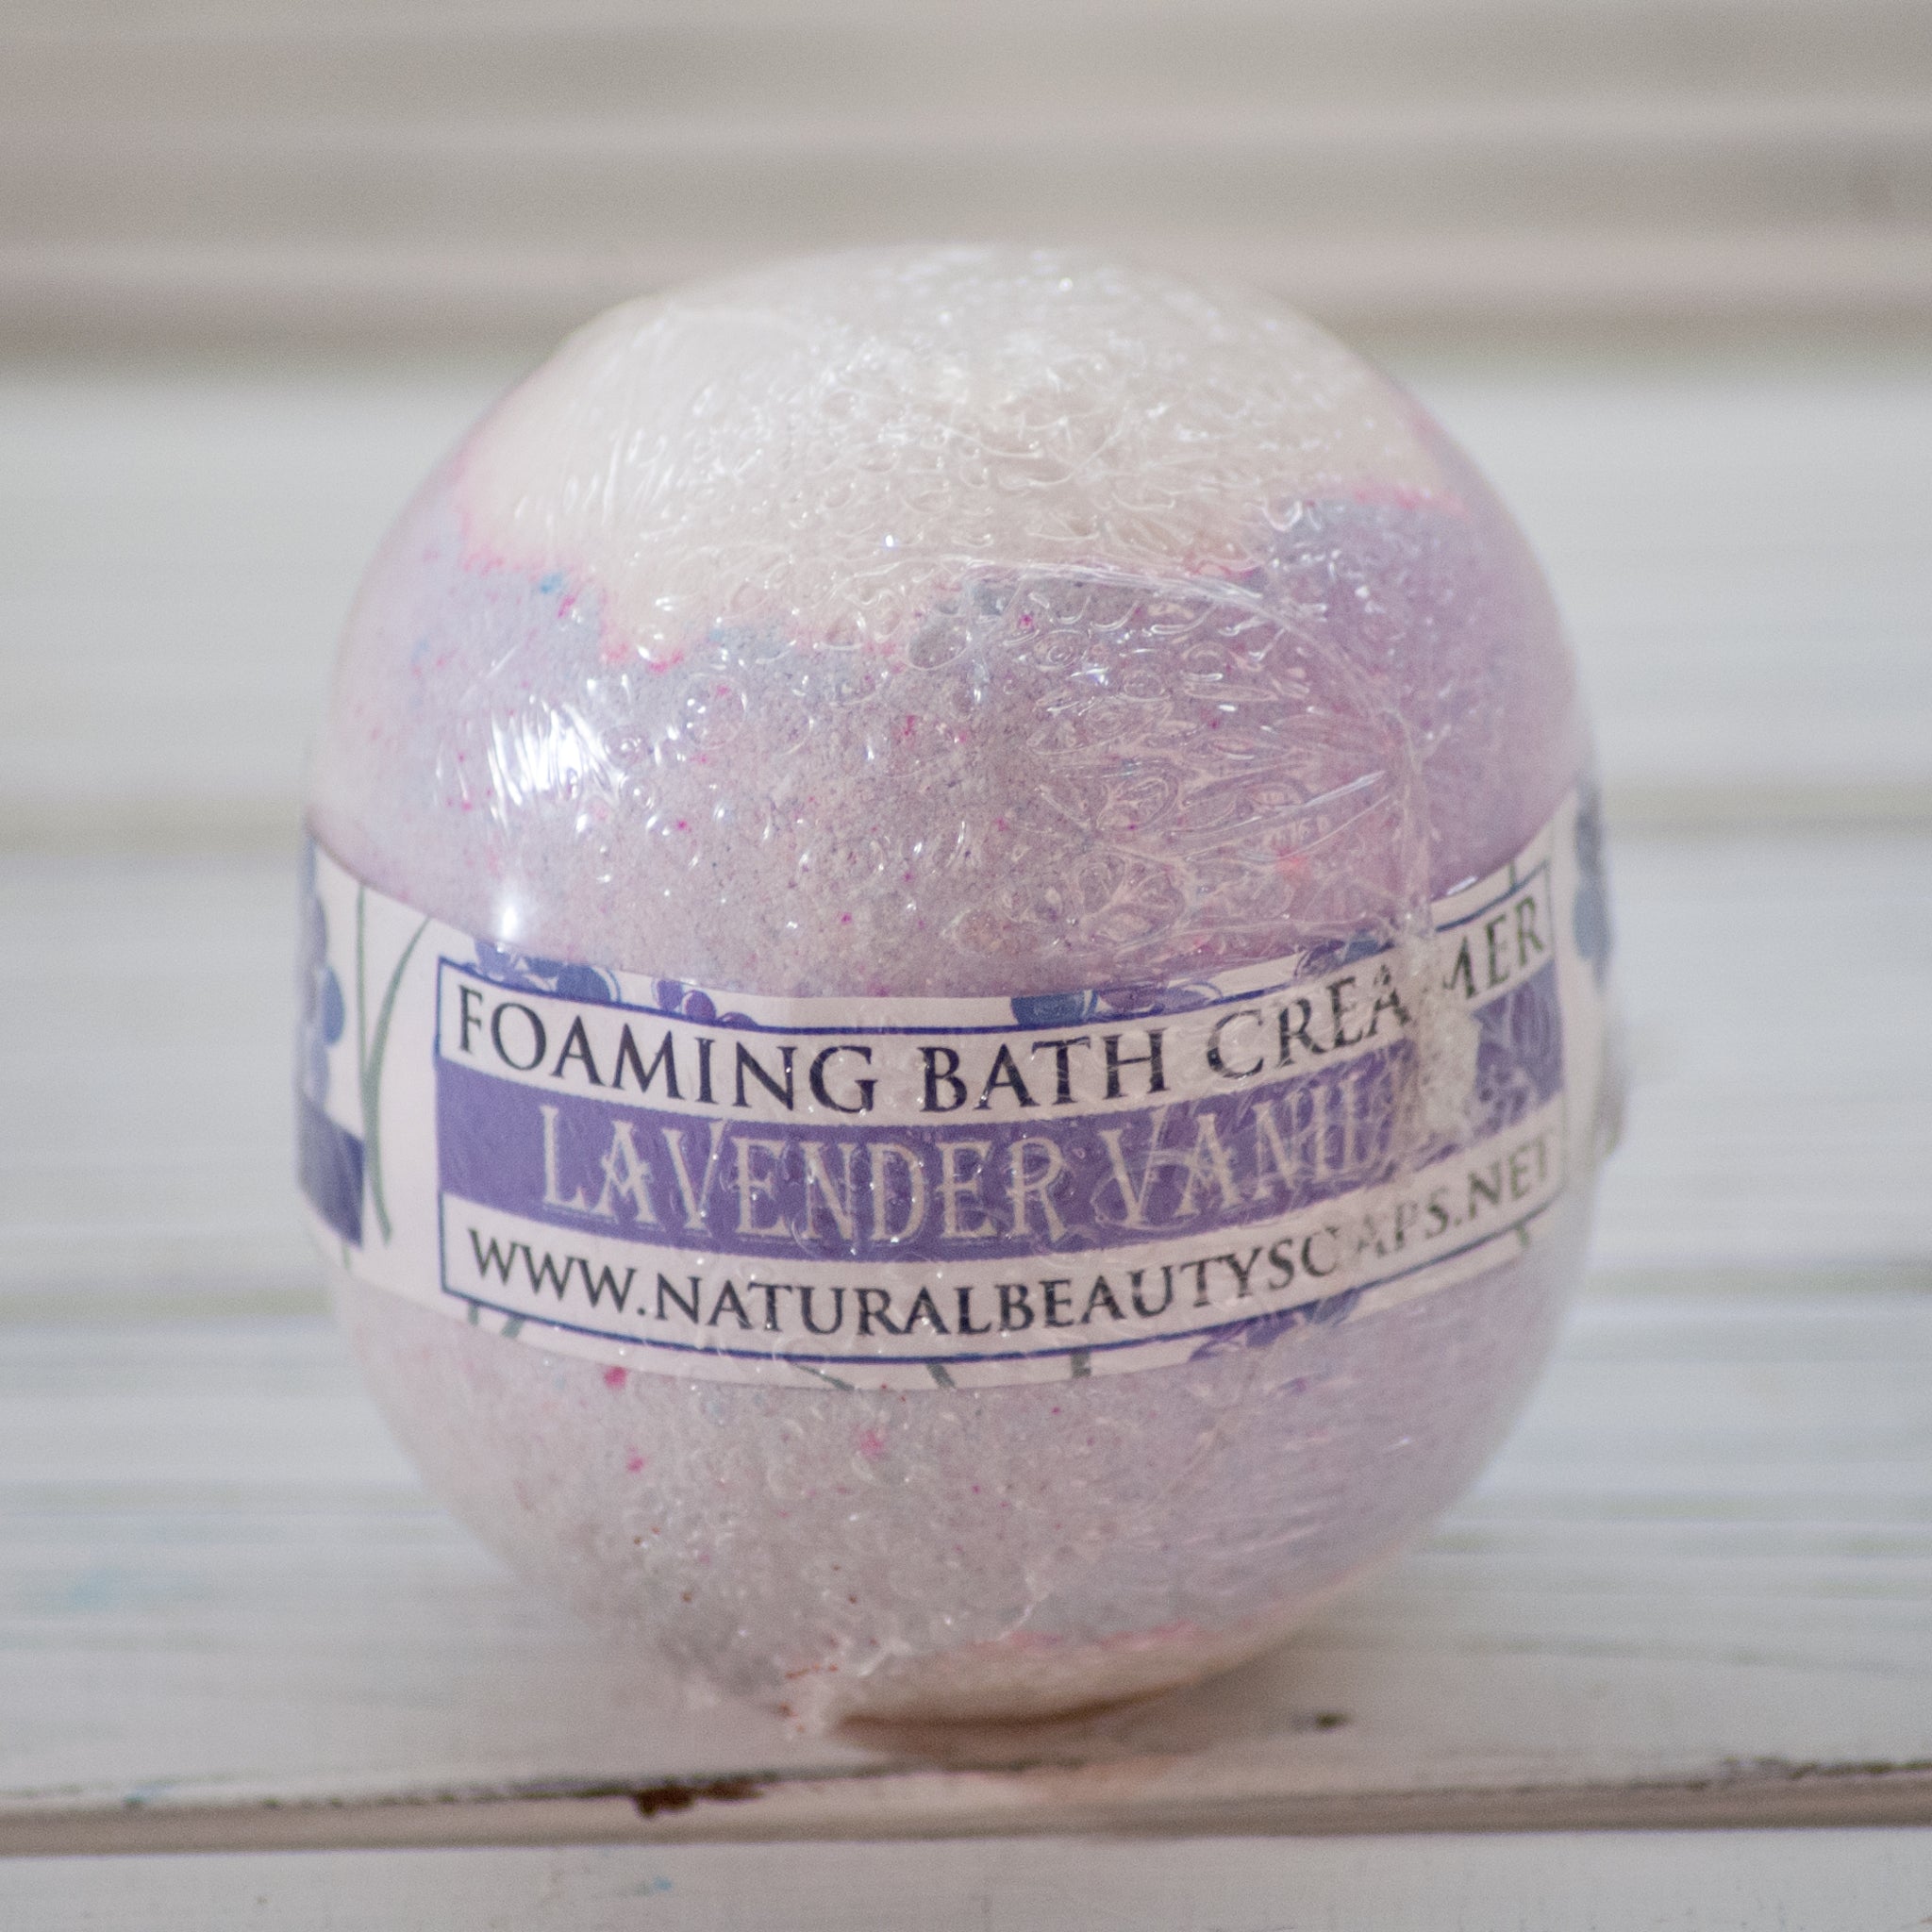 FOAMING BATH CREAMER
LAVENDER
WWW.NATURALBEAUTYSOAPS.NET